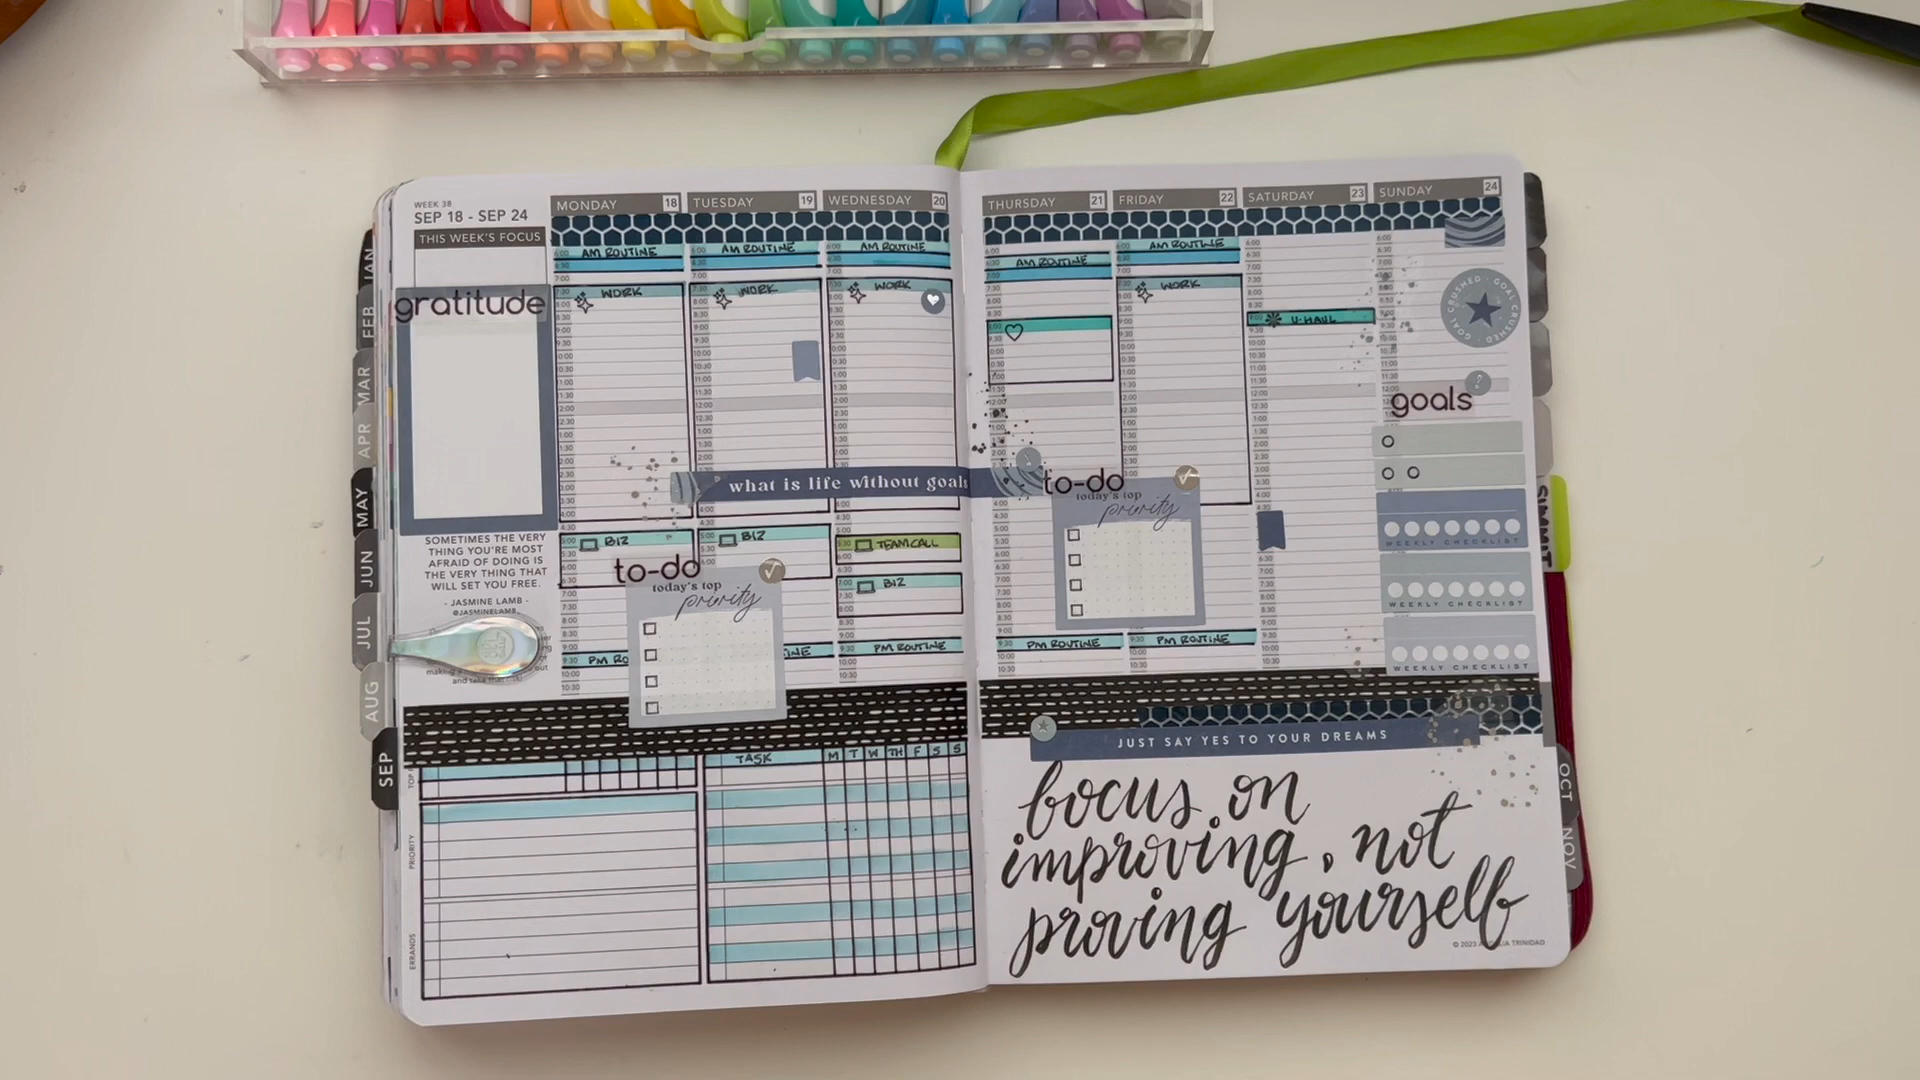 WEEK 38
SEP 18 - SEP 24
THIS WEEK'S FOCUS
MONDAY 18
TUESDAY 19
WEDNESDAY 20
THURSDAY 21
FRIDAY 22
SATURDAY 23
SUNDAY 24
AM ROUTINE
AM ROUTINE
AM ROUTINE
AM ROUTINE
AM ROUTINE
WORK
WORK
WORK
WORK
U-HAUL
gratitude
GOAL CRUSHED · GOAL CRUSHED ·
goals
what is life without goals
to-do
today's top
priority
BIZ
BIZ
TEAM CALL
BIZ
to-do
today's top
priority
SOMETIMES THE VERY
THING YOU'RE MOST
AFRAID OF DOING IS
THE VERY THING THAT
WILL SET YOU FREE.
- JASMINE LAMB -
@JASMINELAMB
WEEKLY CHECKLIST
WEEKLY CHECKLIST
WEEKLY CHECKLIST
PM RO
INE
PM ROUTINE
PM ROUTINE
PM ROUTINE
JUST SAY YES TO YOUR DREAMS
TASK M T W TH F S S
PRIORITY
ERRANDS
focus on
improving, not
proving yourself
JAN
FEB
MAR
APR
MAY
JUN
JUL
AUG
SEP
SUMMIT
OCT
NOV